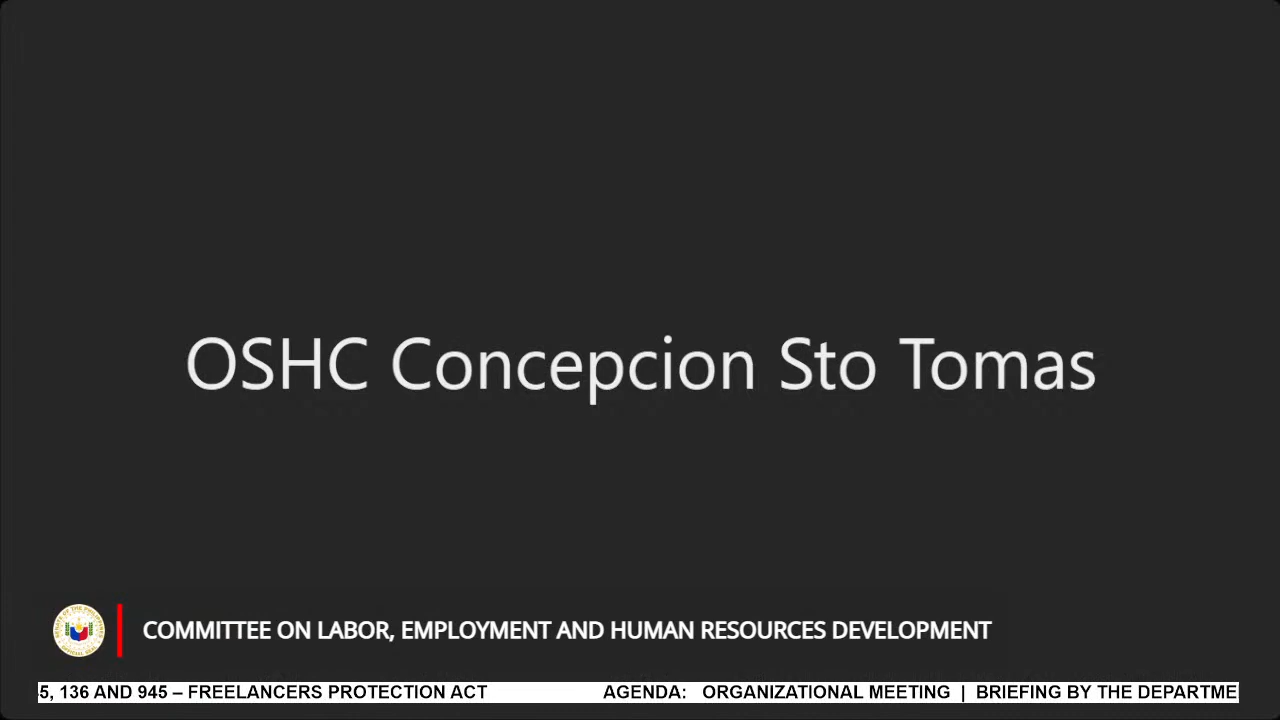 OSHC Concepcion Sto Tomas
COMMITTEE ON LABOR, EMPLOYMENT AND HUMAN RESOURCES DEVELOPMENT
5, 136 AND 945 – FREELANCERS PROTECTION ACT AGENDA: ORGANIZATIONAL MEETING | BRIEFING BY THE DEPARTME